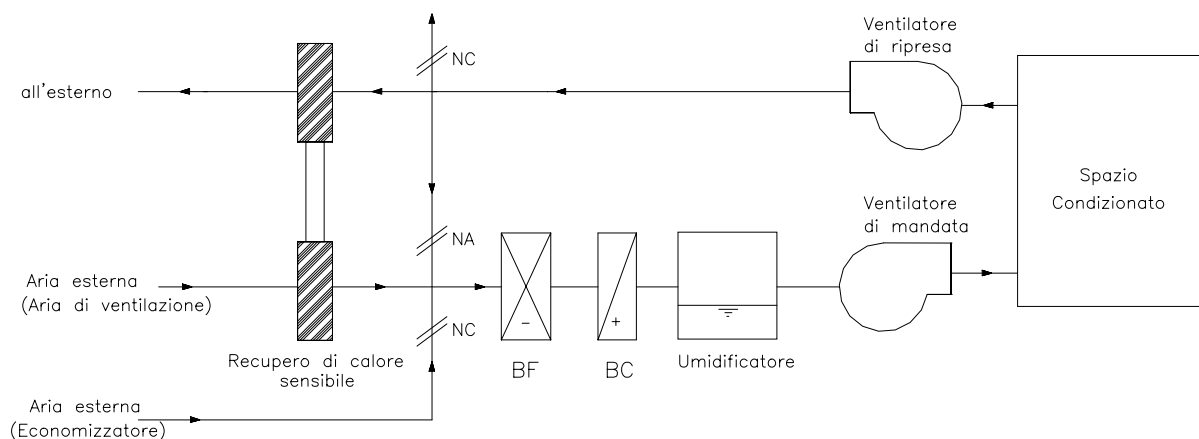 Ventilatore
di ripresa
NC
all'esterno
Spazio
Condizionato
Ventilatore
di mandata
NA
Aria esterna
(Aria di ventilazione)
NC
-
+
Recupero di calore
sensibile
BF
BC
Umidificatore
Aria esterna
(Economizzatore)